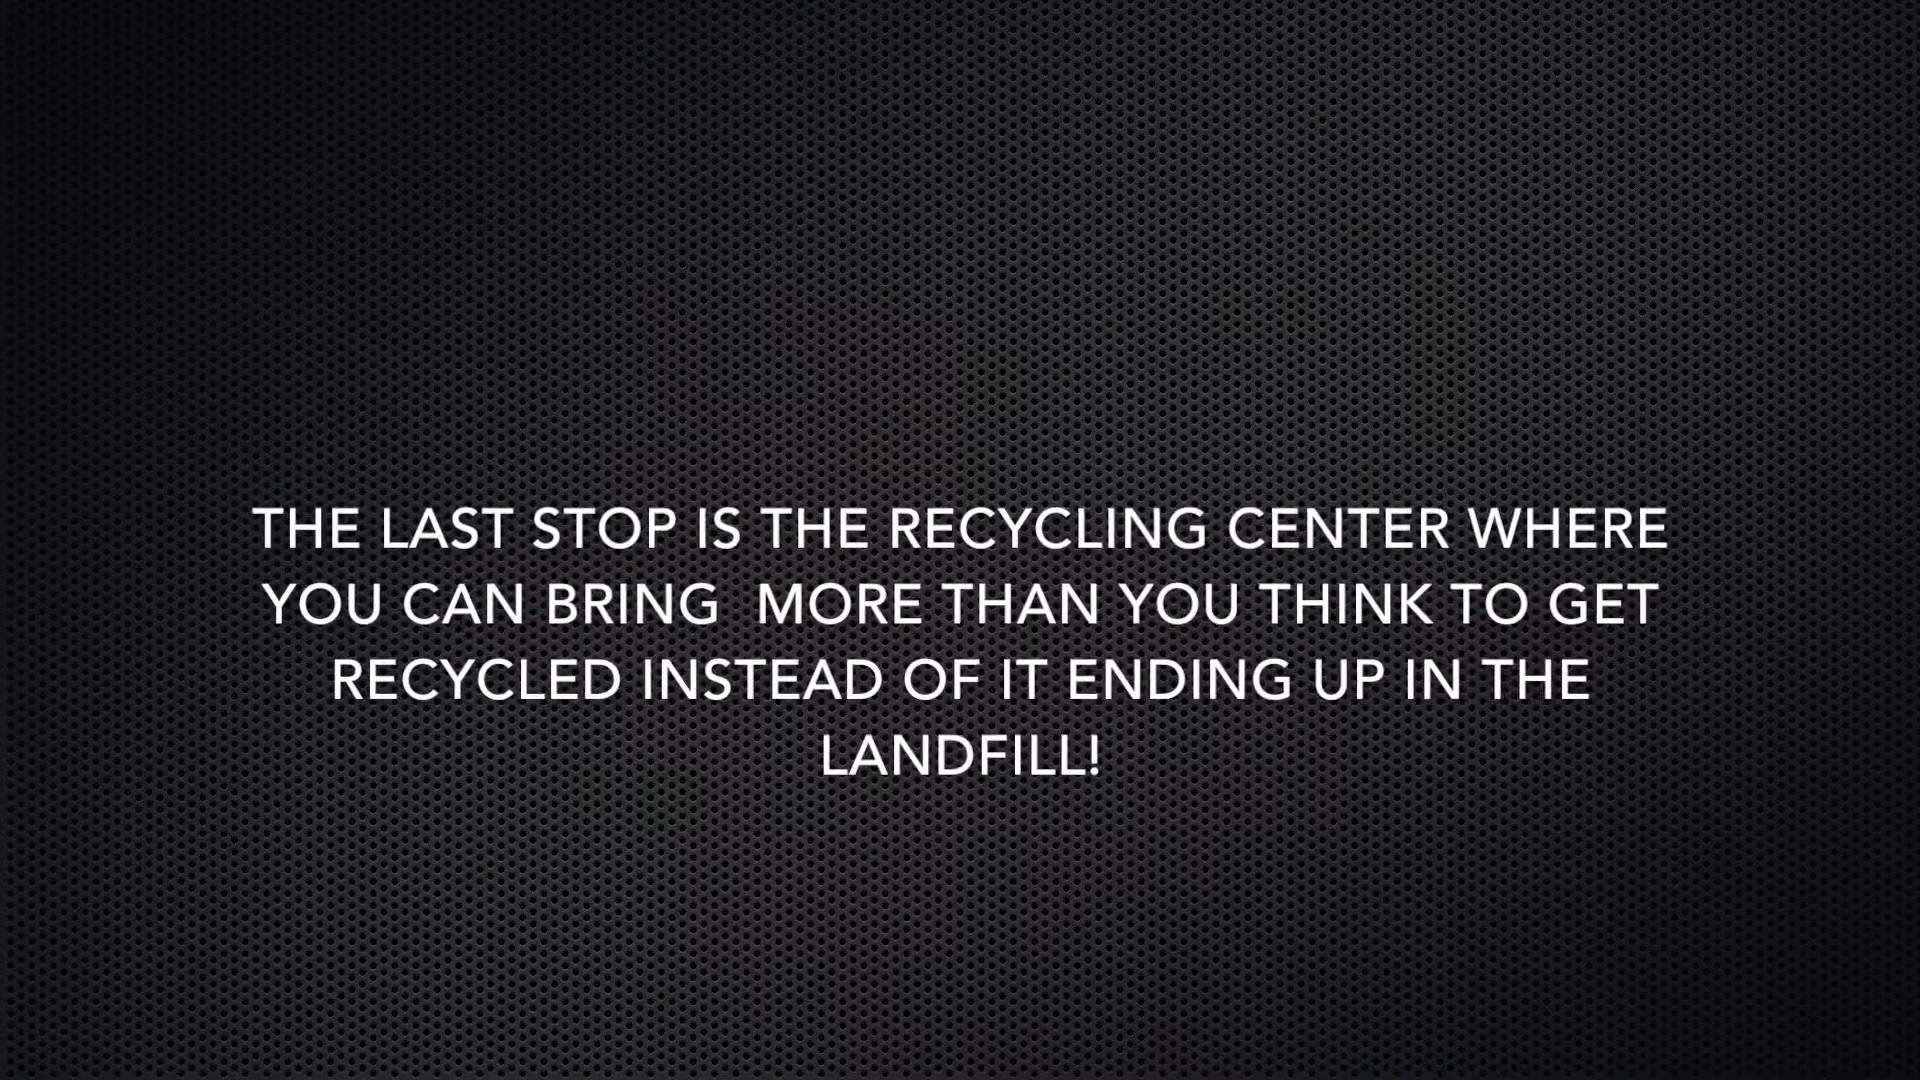 THE LAST STOP IS THE RECYCLING CENTER WHERE
YOU CAN BRING  MORE THAN YOU THINK TO GET
RECYCLED INSTEAD OF IT ENDING UP IN THE
LANDFILL!